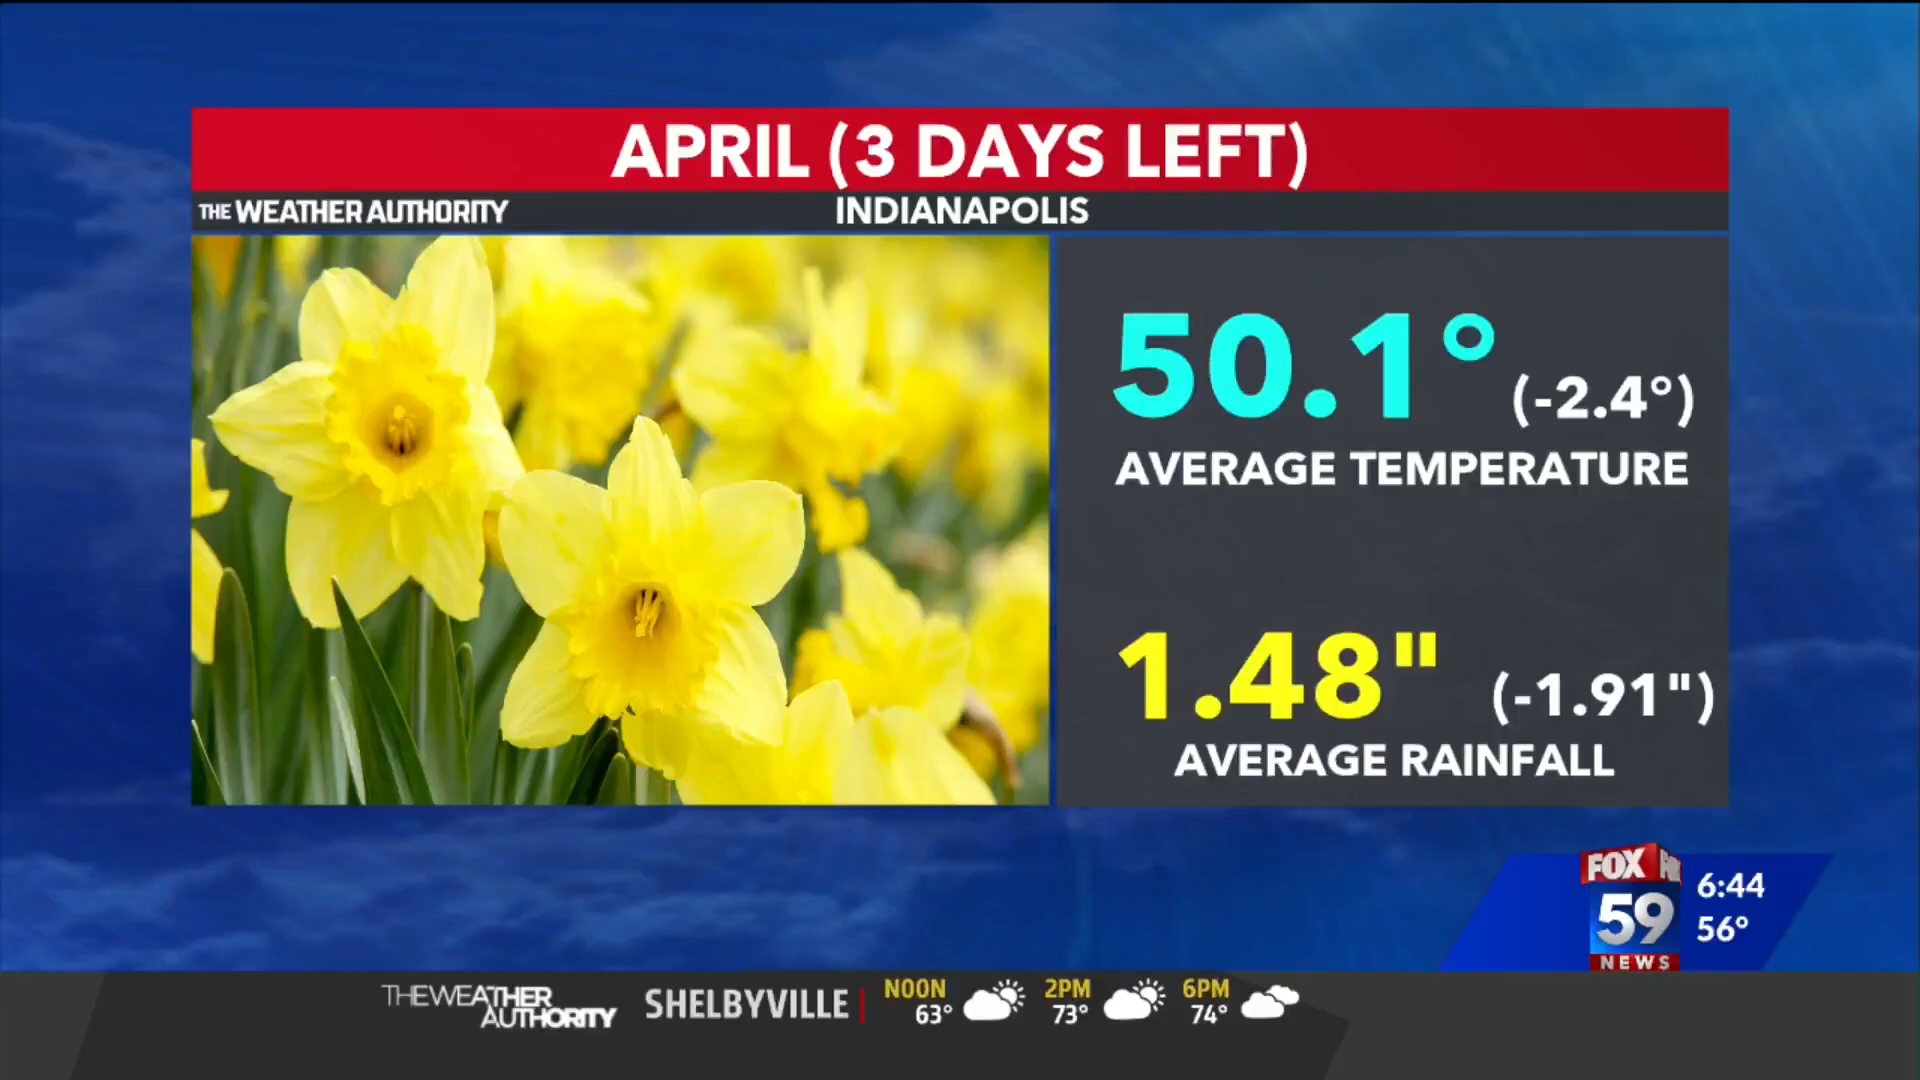 APRIL (3 DAYS LEFT)
THE WEATHER AUTHORITY
INDIANAPOLIS
50.1° (-2.4°)
AVERAGE TEMPERATURE
1.48" (-1.91")
AVERAGE RAINFALL
FOX
59
NEWS
6:44
56°
THE WEATHER
AUTHORITY
SHELBYVILLE
NOON
63°
2PM
73°
6PM
74°